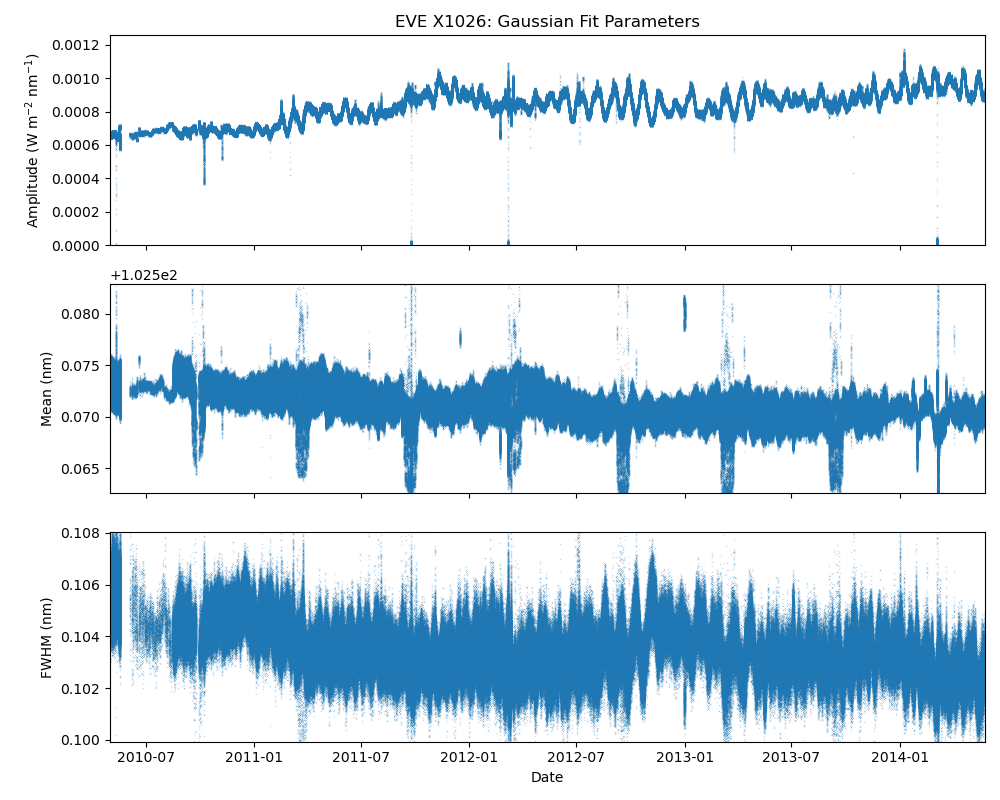 EVE X1026: Gaussian Fit Parameters
0.0012
0.0010
0.0008
0.0006
0.0004
0.0002
0.0000
Amplitude (W m⁻² nm⁻¹)
+1.025e2
0.080
0.075
0.070
0.065
Mean (nm)
0.108
0.106
0.104
0.102
0.100
FWHM (nm)
2010-07 2011-01 2011-07 2012-01 2012-07 2013-01 2013-07 2014-01
Date